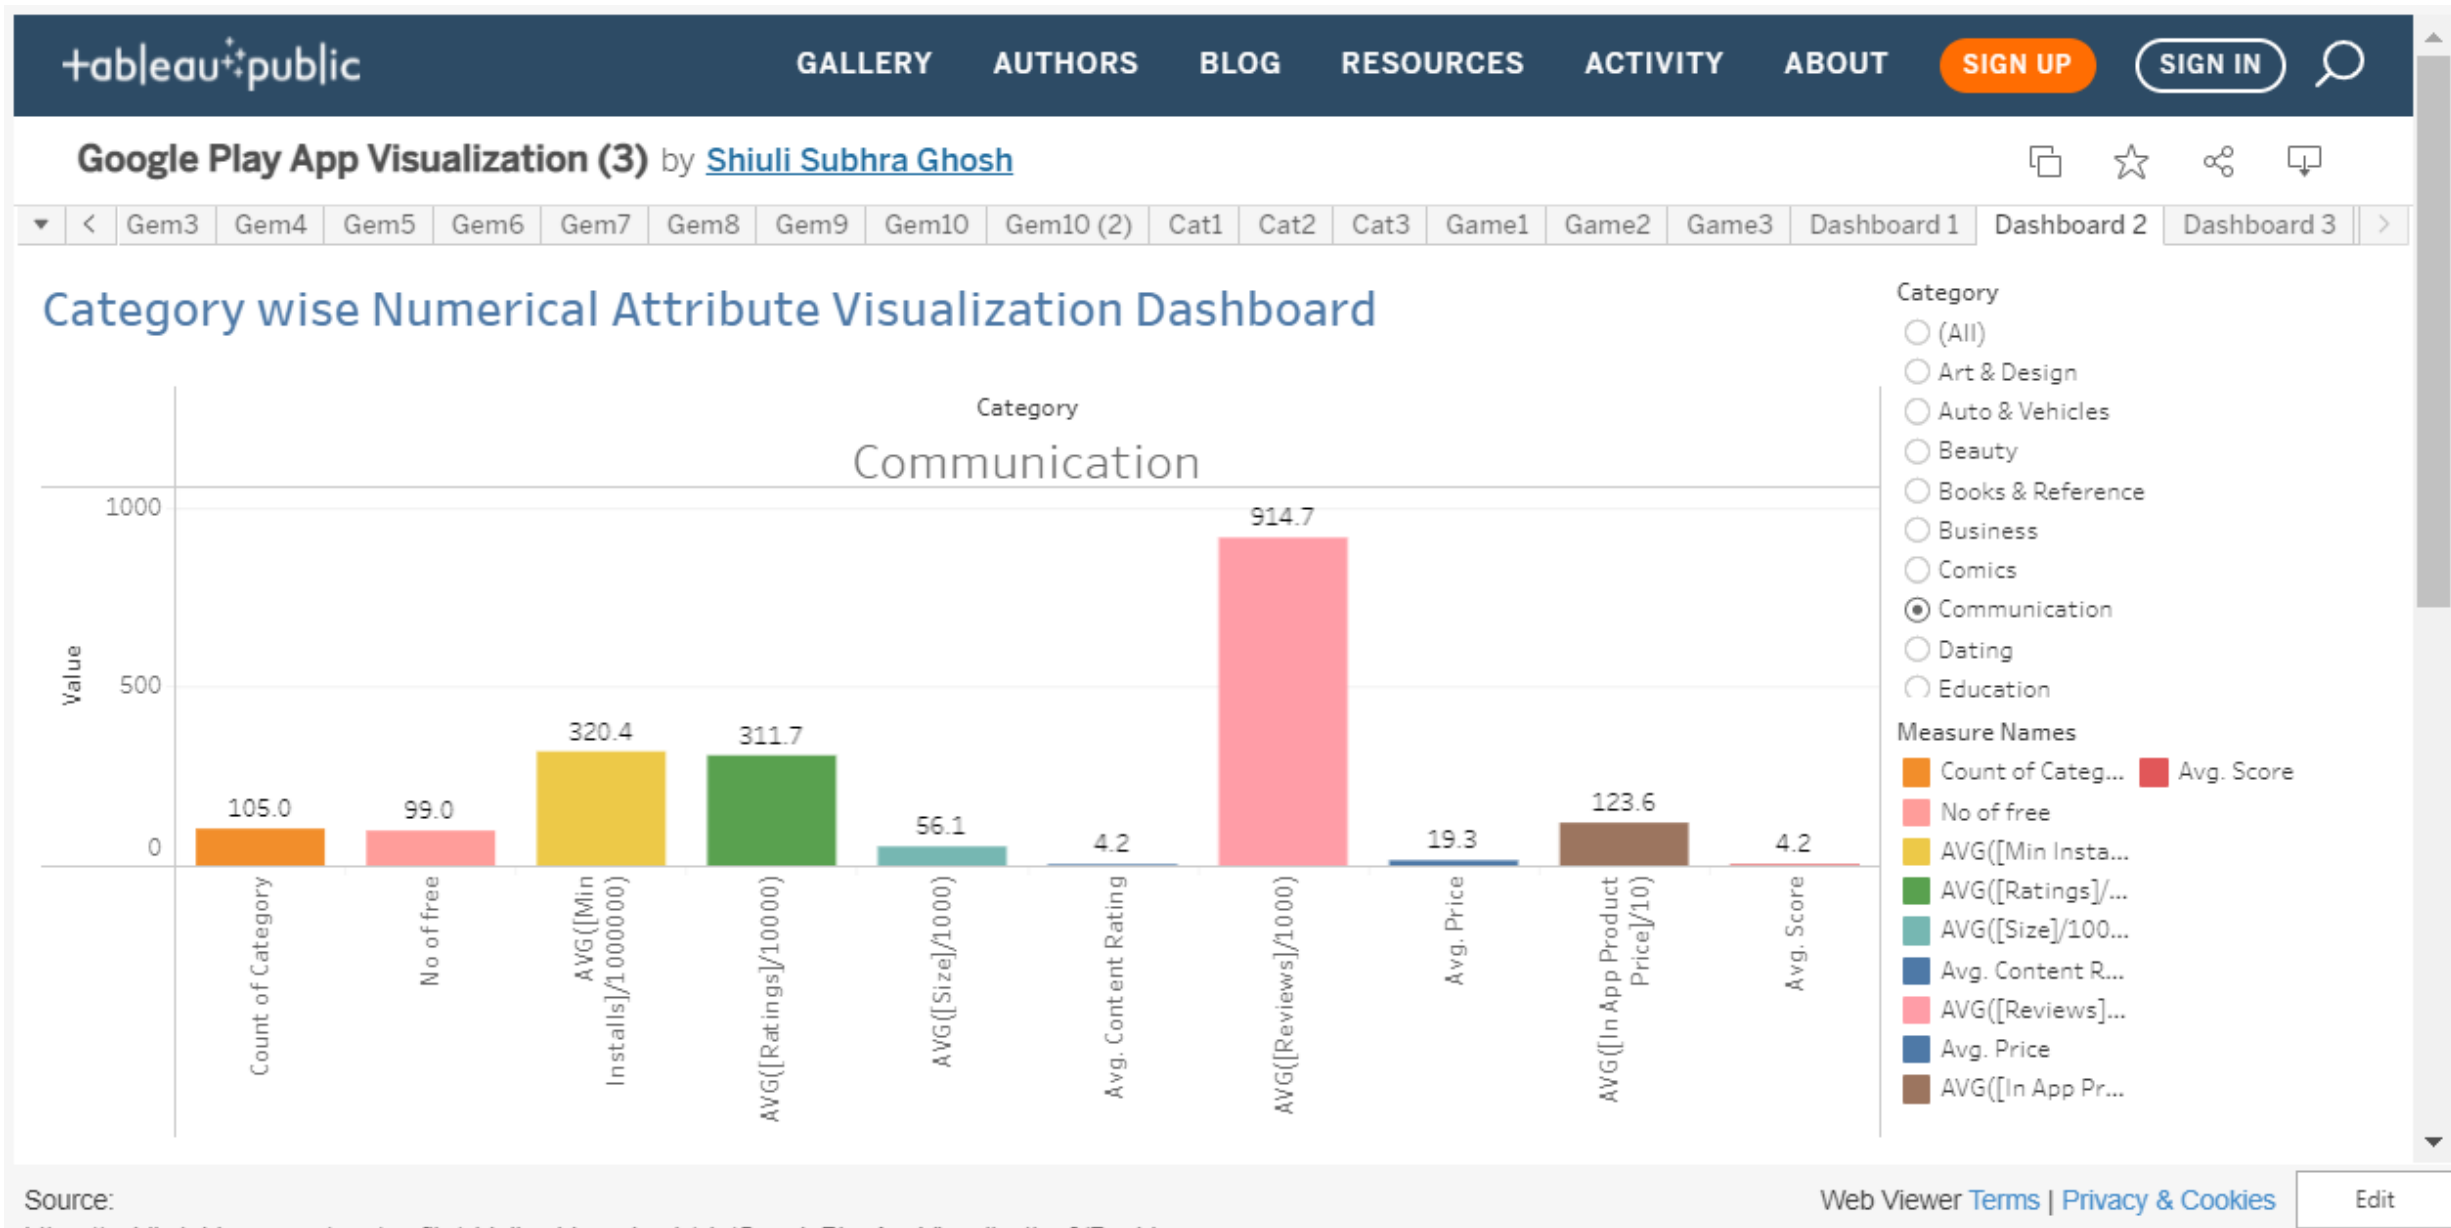 tableau public GALLERY AUTHORS BLOG RESOURCES ACTIVITY ABOUT SIGN UP SIGN IN
Google Play App Visualization (3) by Shiuli Subhra Ghosh
Gem3 Gem4 Gem5 Gem6 Gem7 Gem8 Gem9 Gem10 Gem10 (2) Cat1 Cat2 Cat3 Game1 Game2 Game3 Dashboard 1 Dashboard 2 Dashboard 3
Category wise Numerical Attribute Visualization Dashboard
Category
Communication
Value
1000
500
0
105.0
99.0
320.4
311.7
56.1
4.2
914.7
19.3
123.6
4.2
Count of Category
No of free
AVG([Min
Installs]/1000000)
AVG([Ratings]/10000)
AVG([Size]/1000)
Avg. Content Rating
AVG([Reviews]/1000)
Avg. Price
AVG([In App Product
Price]/10)
Avg. Score
Category
(All)
Art & Design
Auto & Vehicles
Beauty
Books & Reference
Business
Comics
Communication
Dating
Education
Measure Names
Count of Categ... Avg. Score
No of free
AVG([Min Insta...
AVG([Ratings]/...
AVG([Size]/100...
Avg. Content R...
AVG([Reviews]...
Avg. Price
AVG([In App Pr...
Source:
Web Viewer Terms | Privacy & Cookies
Edit